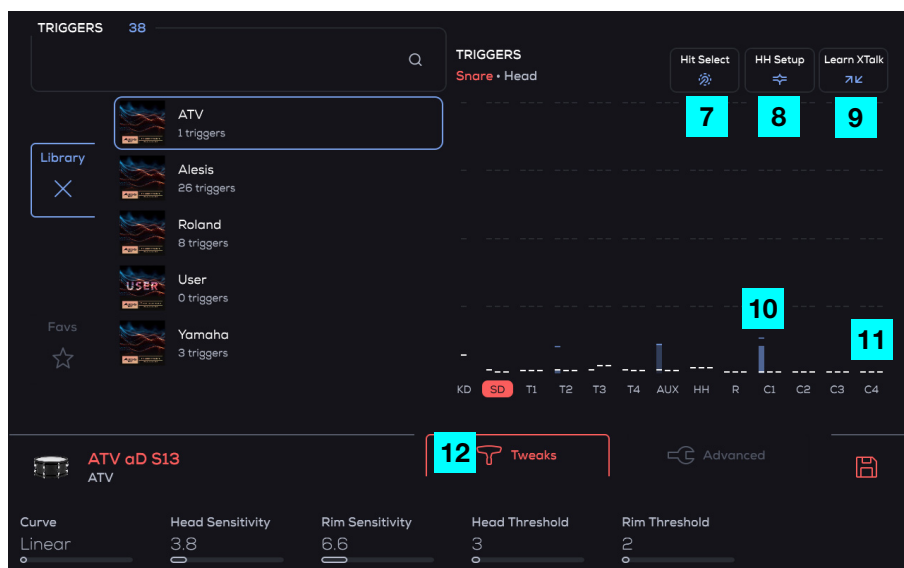 TRIGGERS 38
TRIGGERS
Snare • Head
Hit Select
HH Setup
Learn XTalk
7
8
9
Library
ATV
1 triggers
Alesis
26 triggers
Roland
8 triggers
USER
User
0 triggers
Favs
Yamaha
3 triggers
10
11
KD SD T1 T2 T3 T4 AUX HH R C1 C2 C3 C4
ATV aD S13
ATV
12
Tweaks
Advanced
Curve
Linear
Head Sensitivity
3.8
Rim Sensitivity
6.6
Head Threshold
3
Rim Threshold
2